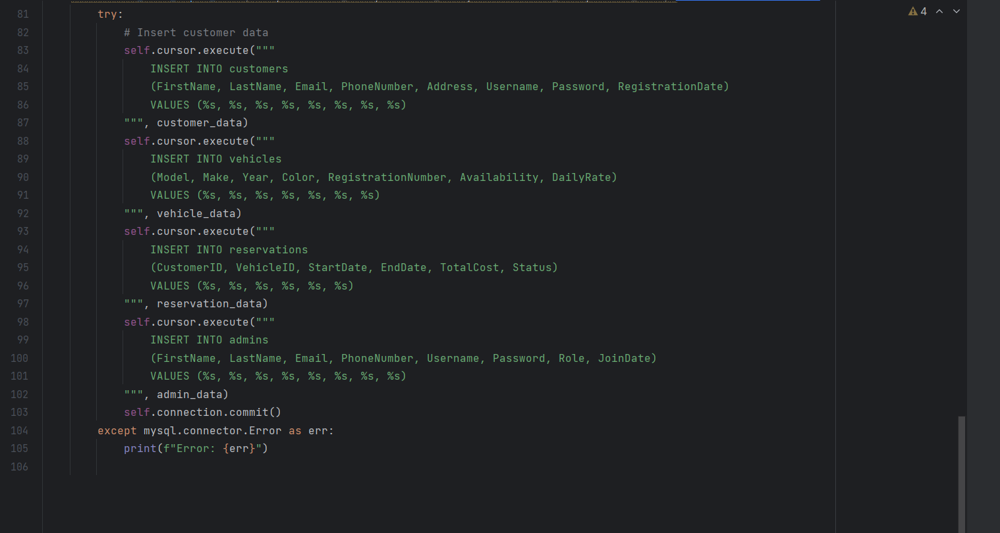 4
81 try:
82 # Insert customer data
83 self.cursor.execute("""
84 INSERT INTO customers
85 (FirstName, LastName, Email, PhoneNumber, Address, Username, Password, RegistrationDate)
86 VALUES (%s, %s, %s, %s, %s, %s, %s, %s)
87 """, customer_data)
88 self.cursor.execute("""
89 INSERT INTO vehicles
90 (Model, Make, Year, Color, RegistrationNumber, Availability, DailyRate)
91 VALUES (%s, %s, %s, %s, %s, %s, %s)
92 """, vehicle_data)
93 self.cursor.execute("""
94 INSERT INTO reservations
95 (CustomerID, VehicleID, StartDate, EndDate, TotalCost, Status)
96 VALUES (%s, %s, %s, %s, %s, %s)
97 """, reservation_data)
98 self.cursor.execute("""
99 INSERT INTO admins
100 (FirstName, LastName, Email, PhoneNumber, Username, Password, Role, JoinDate)
101 VALUES (%s, %s, %s, %s, %s, %s, %s, %s)
102 """, admin_data)
103 self.connection.commit()
104 except mysql.connector.Error as err:
105 print(f"Error: {err}")
106